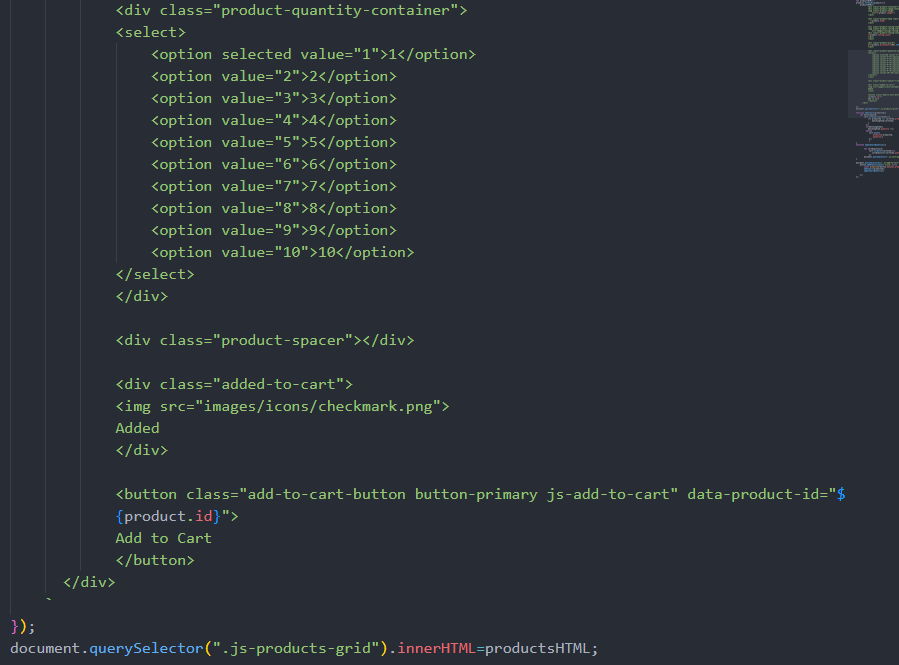 <div class="product-quantity-container">
<select>
<option selected value="1">1</option>
<option value="2">2</option>
<option value="3">3</option>
<option value="4">4</option>
<option value="5">5</option>
<option value="6">6</option>
<option value="7">7</option>
<option value="8">8</option>
<option value="9">9</option>
<option value="10">10</option>
</select>
</div>
<div class="product-spacer"></div>
<div class="added-to-cart">
<img src="images/icons/checkmark.png">
Added
</div>
<button class="add-to-cart-button button-primary js-add-to-cart" data-product-id="$
{product.id}">
Add to Cart
</button>
</div>
`
});
document.querySelector(".js-products-grid").innerHTML=productsHTML;